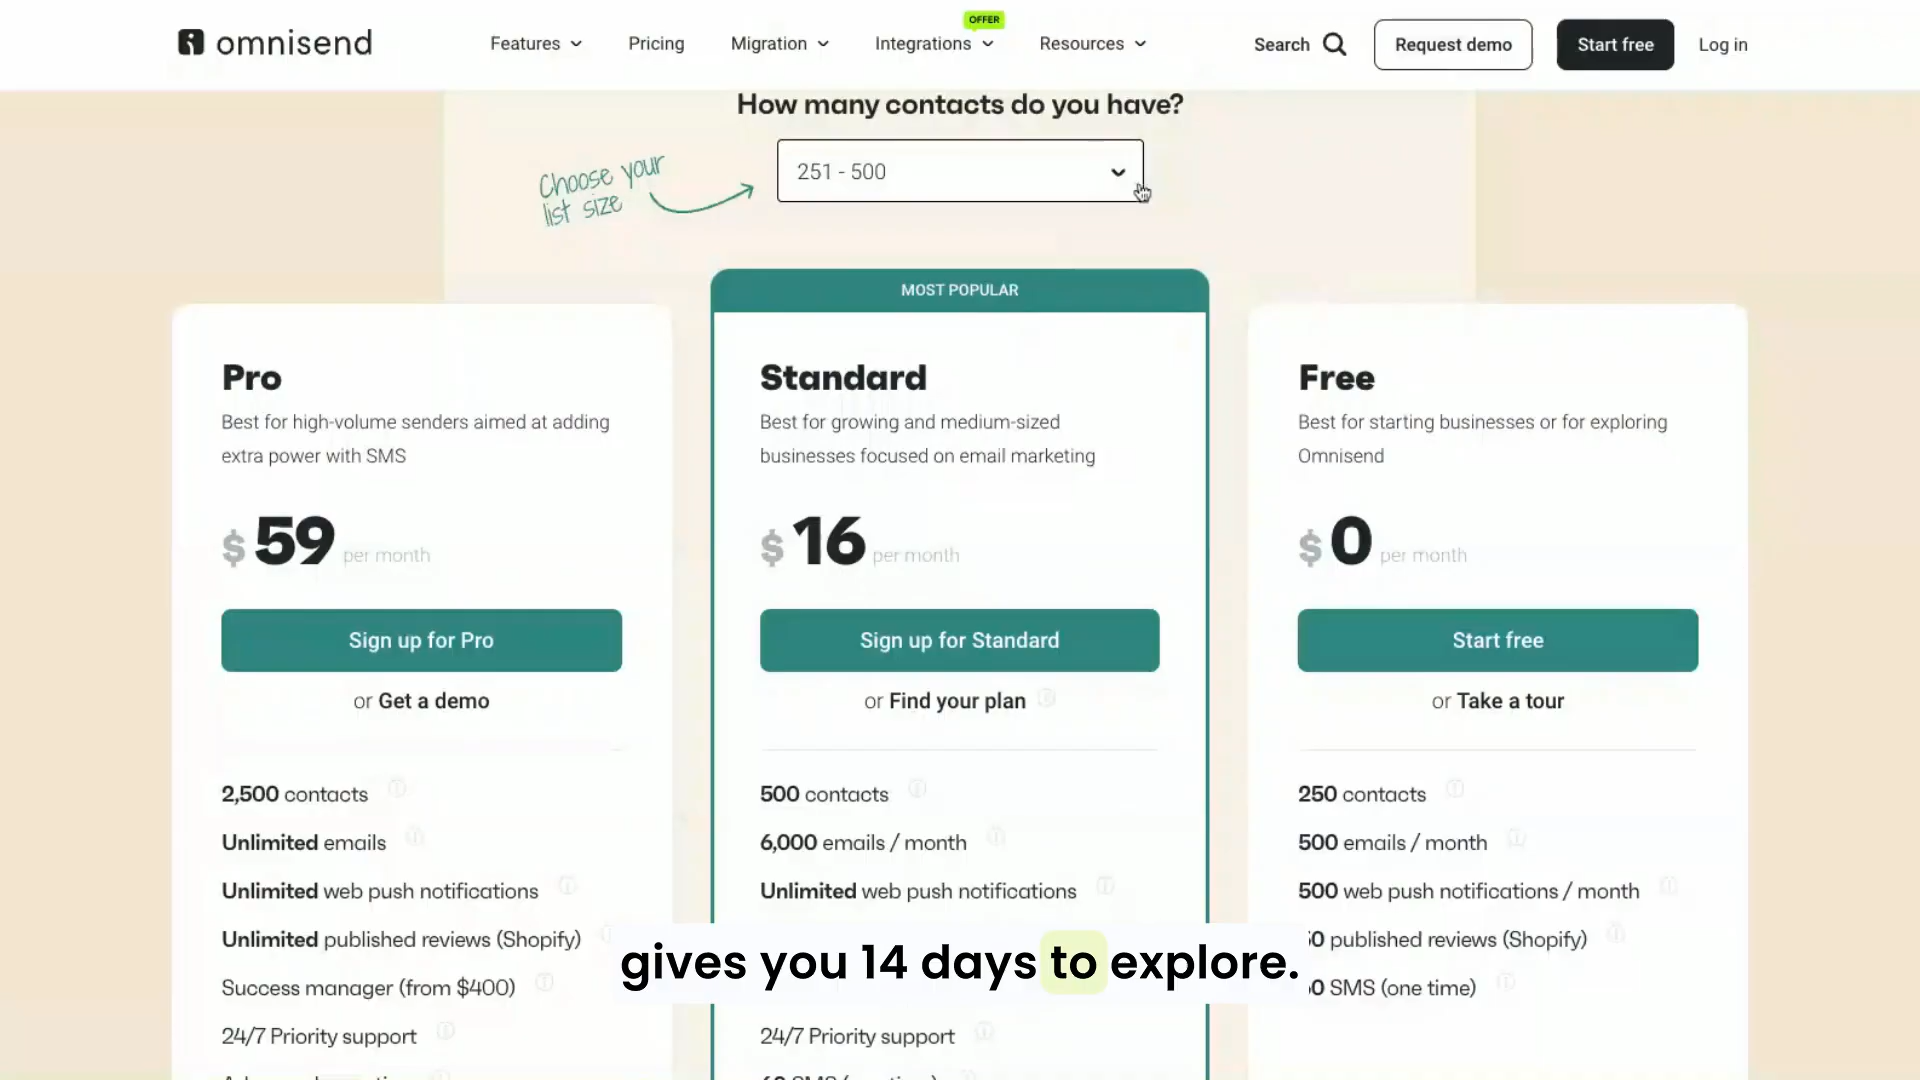 omnisend
Features
Pricing
Migration
Integrations
OFFER
Resources
Search
Request demo
Start free
Log in
How many contacts do you have?
Choose your
list size
251 - 500
Pro
Best for high-volume senders aimed at adding
extra power with SMS
$ 59 per month
Sign up for Pro
or Get a demo
2,500 contacts
Unlimited emails
Unlimited web push notifications
Unlimited published reviews (Shopify)
Success manager (from $400)
24/7 Priority support
MOST POPULAR
Standard
Best for growing and medium-sized
businesses focused on email marketing
$ 16 per month
Sign up for Standard
or Find your plan
500 contacts
6,000 emails / month
Unlimited web push notifications
24/7 Priority support
Free
Best for starting businesses or for exploring
Omnisend
$ 0 per month
Start free
or Take a tour
250 contacts
500 emails / month
500 web push notifications / month
published reviews (Shopify)
SMS (one time)
gives you 14 days to explore.